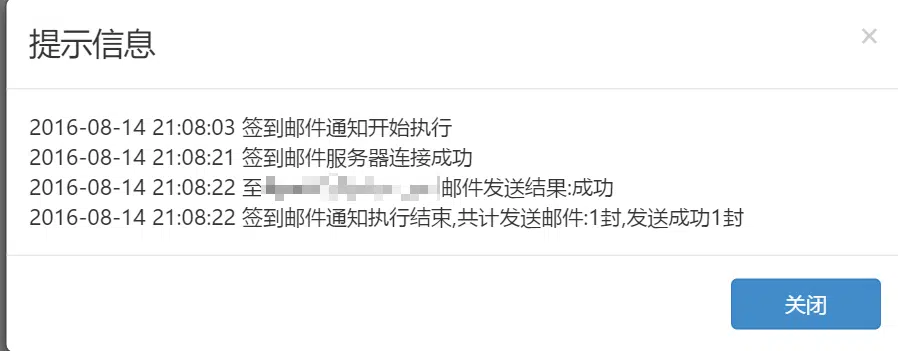 提示信息
×
2016-08-14 21:08:03 签到邮件通知开始执行
2016-08-14 21:08:21 签到邮件服务器连接成功
2016-08-14 21:08:22 至 邮件发送结果:成功
2016-08-14 21:08:22 签到邮件通知执行结束,共计发送邮件:1封,发送成功1封
关闭